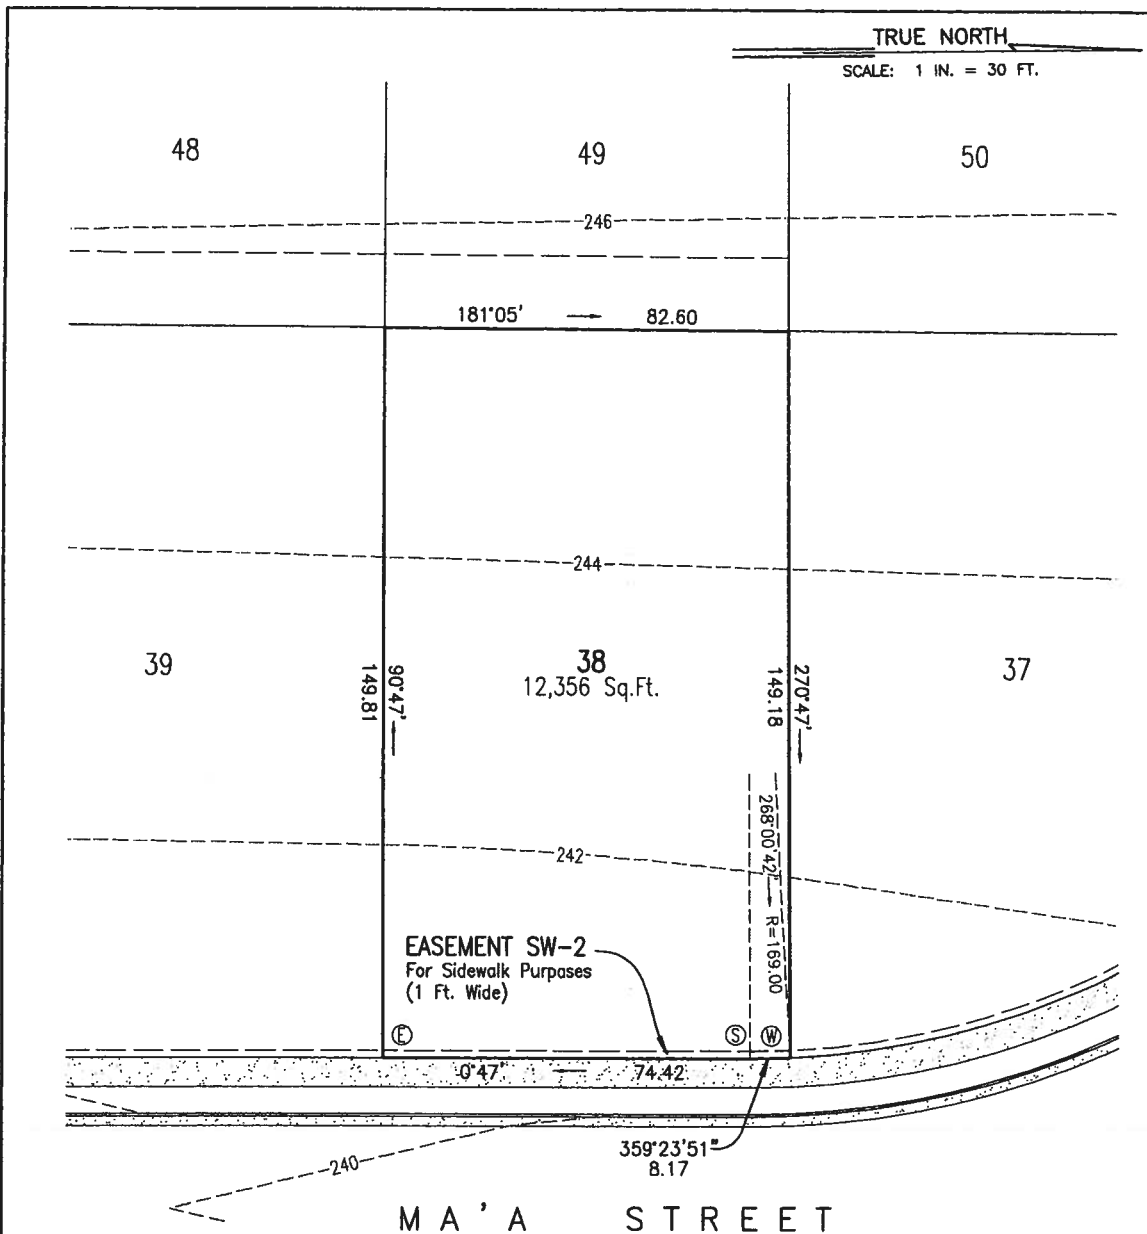 TRUE NORTH
SCALE: 1 IN. = 30 FT.
48
49
50
246
181°05' 82.60
244
39
38
12,356 Sq.Ft.
37
90°47'
149.81
270°47'
149.18
268°00'42"
R=169.00
242
EASEMENT SW-2
For Sidewalk Purposes
(1 Ft. Wide)
E
S
W
0°47' 74.42
359°23'51"
8.17
240
MA'A STREET